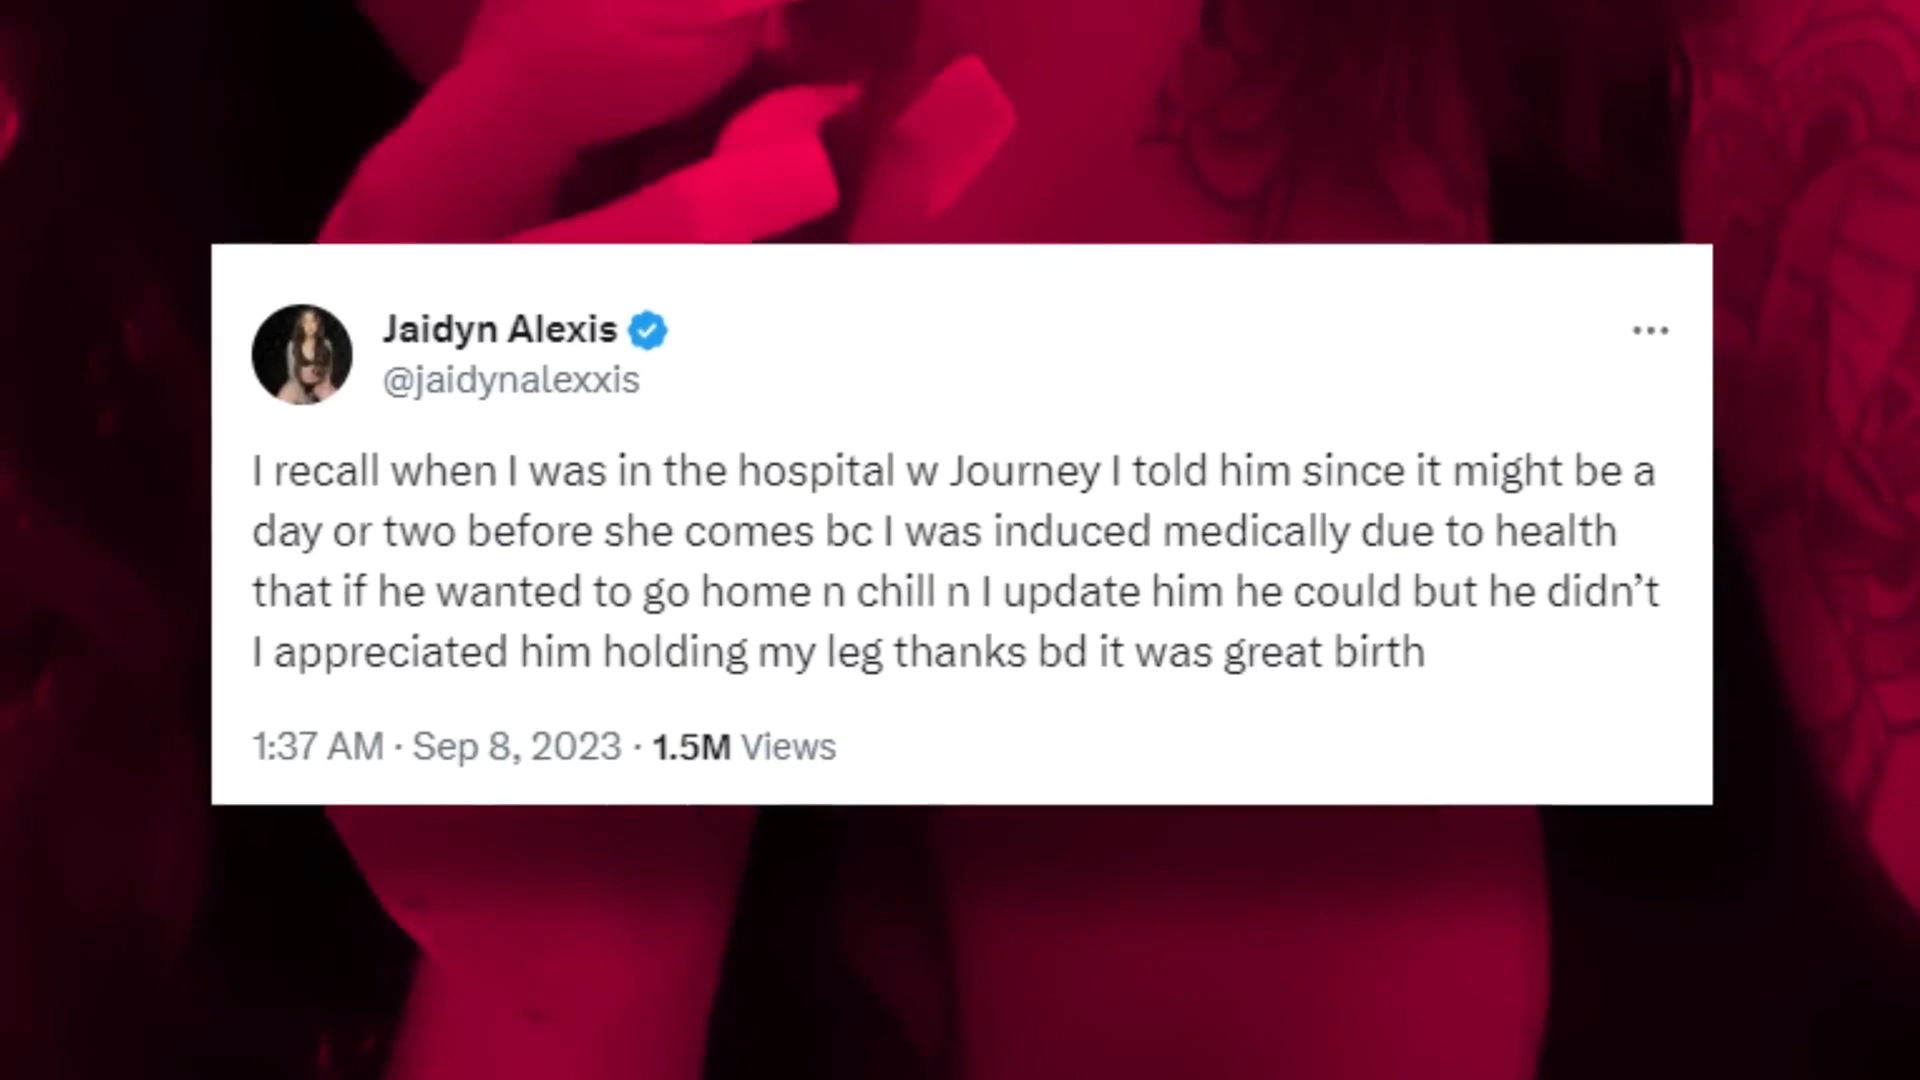 Jaidyn Alexis
@jaidynalexxis
I recall when I was in the hospital w Journey I told him since it might be a
day or two before she comes bc I was induced medically due to health
that if he wanted to go home n chill n I update him he could but he didn’t
I appreciated him holding my leg thanks bd it was great birth
1:37 AM · Sep 8, 2023 · 1.5M Views